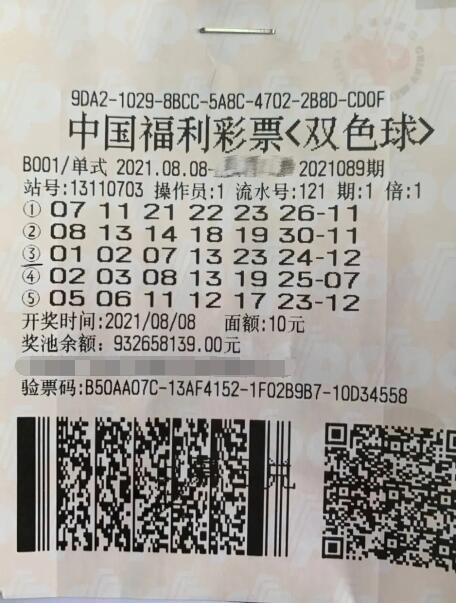 9DA2-1029-8BCC-5A8C-4702-2B8D-CD0F
中国福利彩票<双色球>
B001/单式 2021.08.08- 2021089期
站号:13110703 操作员:1 流水号:121 期:1 倍:1
① 07 11 21 22 23 26-11
② 08 13 14 18 19 30-11
③ 01 02 07 13 23 24-12
④ 02 03 08 13 19 25-07
⑤ 05 06 11 12 17 23-12
开奖时间:2021/08/08 面额:10元
奖池余额: 932658139.00元
验票码:B50AA07C-13AF4152-1F02B9B7-10D34558